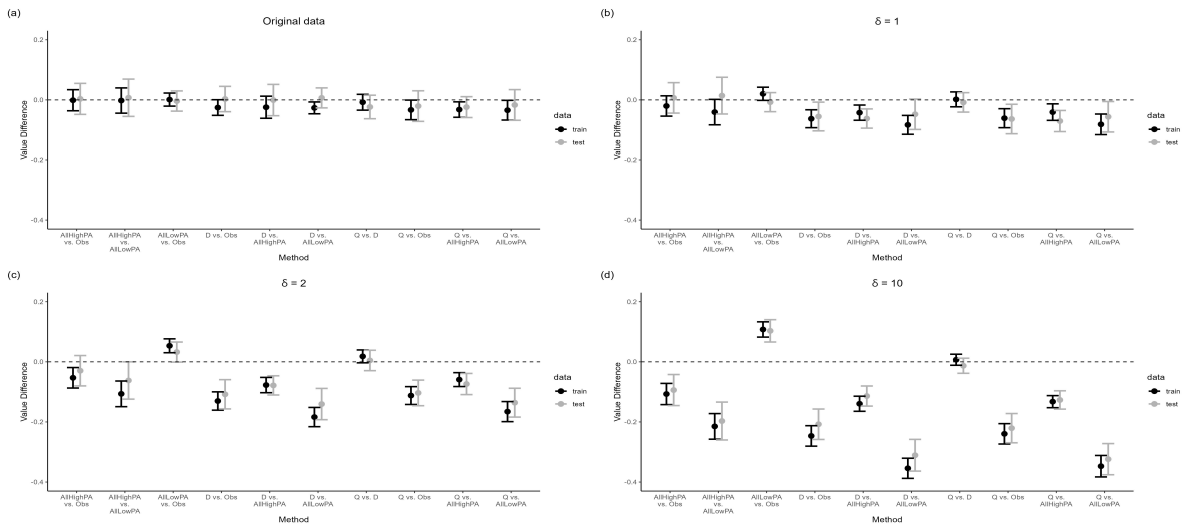 (a)
Original data
0.2
0.0
-0.2
-0.4
Value Difference
AllHighPA
vs. Obs
AllHighPA
vs.
AllLowPA
AllLowPA
vs. Obs
D vs. Obs
D vs.
AllHighPA
D vs.
AllLowPA
Q vs. D
Q vs. Obs
Q vs.
AllHighPA
Q vs.
AllLowPA
Method
data
train
test
(b)
δ = 1
0.2
0.0
-0.2
-0.4
Value Difference
AllHighPA
vs. Obs
AllHighPA
vs.
AllLowPA
AllLowPA
vs. Obs
D vs. Obs
D vs.
AllHighPA
D vs.
AllLowPA
Q vs. D
Q vs. Obs
Q vs.
AllHighPA
Q vs.
AllLowPA
Method
data
train
test
(c)
δ = 2
0.2
0.0
-0.2
-0.4
Value Difference
AllHighPA
vs. Obs
AllHighPA
vs.
AllLowPA
AllLowPA
vs. Obs
D vs. Obs
D vs.
AllHighPA
D vs.
AllLowPA
Q vs. D
Q vs. Obs
Q vs.
AllHighPA
Q vs.
AllLowPA
Method
data
train
test
(d)
δ = 10
0.2
0.0
-0.2
-0.4
Value Difference
AllHighPA
vs. Obs
AllHighPA
vs.
AllLowPA
AllLowPA
vs. Obs
D vs. Obs
D vs.
AllHighPA
D vs.
AllLowPA
Q vs. D
Q vs. Obs
Q vs.
AllHighPA
Q vs.
AllLowPA
Method
data
train
test